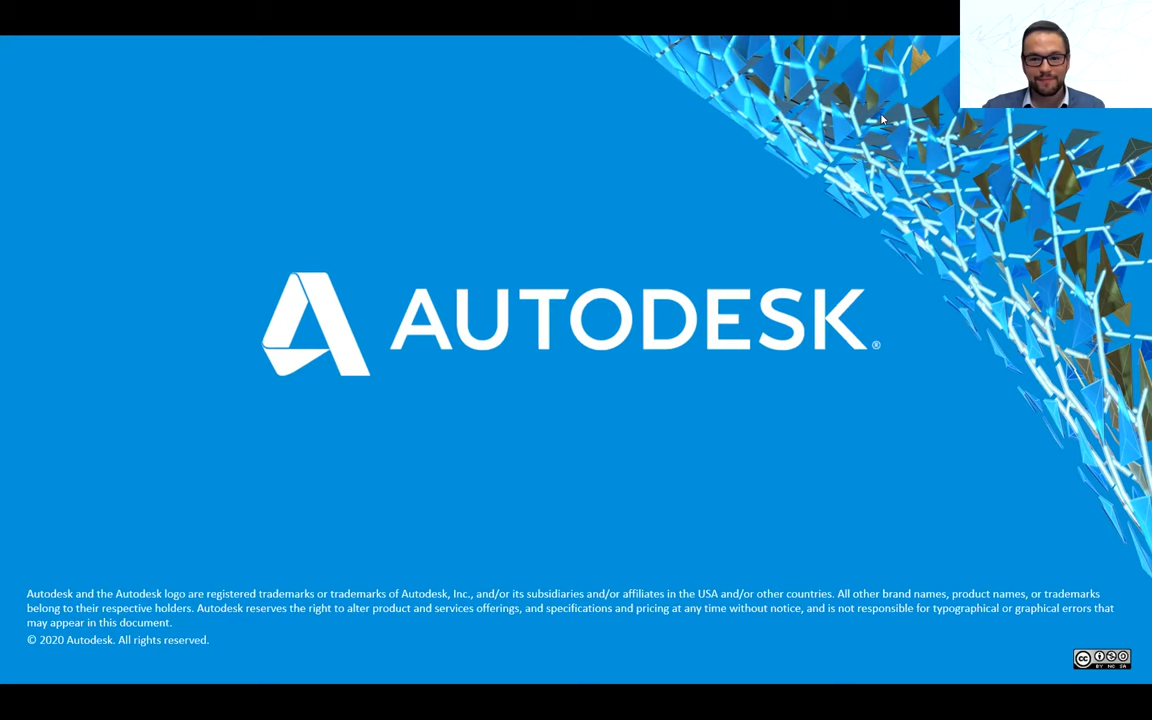 AUTODESK®
Autodesk and the Autodesk logo are registered trademarks or trademarks of Autodesk, Inc., and/or its subsidiaries and/or affiliates in the USA and/or other countries. All other brand names, product names, or trademarks
belong to their respective holders. Autodesk reserves the right to alter product and services offerings, and specifications and pricing at any time without notice, and is not responsible for typographical or graphical errors that
may appear in this document.
© 2020 Autodesk. All rights reserved.
cc
BY NC SA